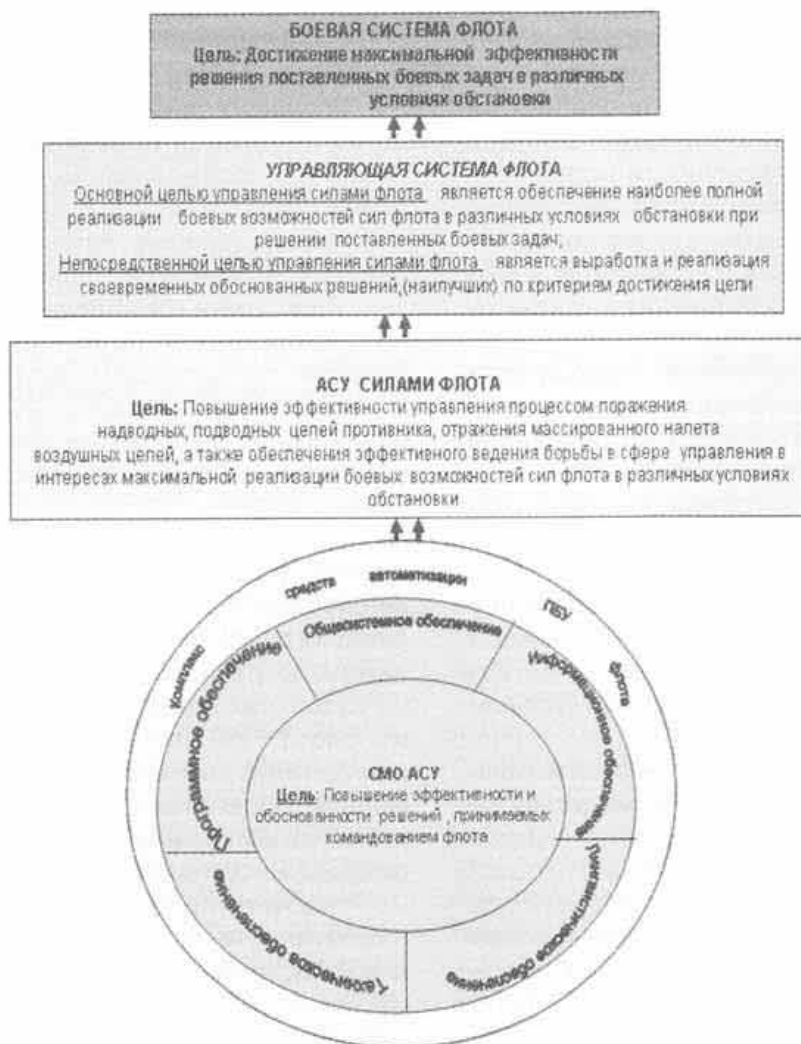 БОЕВАЯ СИСТЕМА ФЛОТА
Цель: Достижение максимальной эффективности
решения поставленных боевых задач в различных
условиях обстановки
УПРАВЛЯЮЩАЯ СИСТЕМА ФЛОТА
Основной целью управления силами флота является обеспечение наиболее полной
реализации боевых возможностей сил флота в различных условиях обстановки при
решении поставленных боевых задач;
Непосредственной целью управления силами флота является выработка и реализация
своевременных обоснованных решений,(наилучших) по критериям достижения цели
АСУ СИЛАМИ ФЛОТА
Цель: Повышение эффективности управления процессом поражения
надводных, подводных целей противника, отражения массированного налета
воздушных целей, а также обеспечения эффективного ведения борьбы в сфере управления в
интересах максимальной реализации боевых возможностей сил флота в различных условиях
обстановки
Комплекс средств автоматизации ПБУ флота
Общесистемное обеспечение
Программное обеспечение
Информационное обеспечение
СМО АСУ
Цель: Повышение эффективности и
обоснованности решений , принимаемых
командованием флота
Техническое обеспечение
Лингвистическое обеспечение